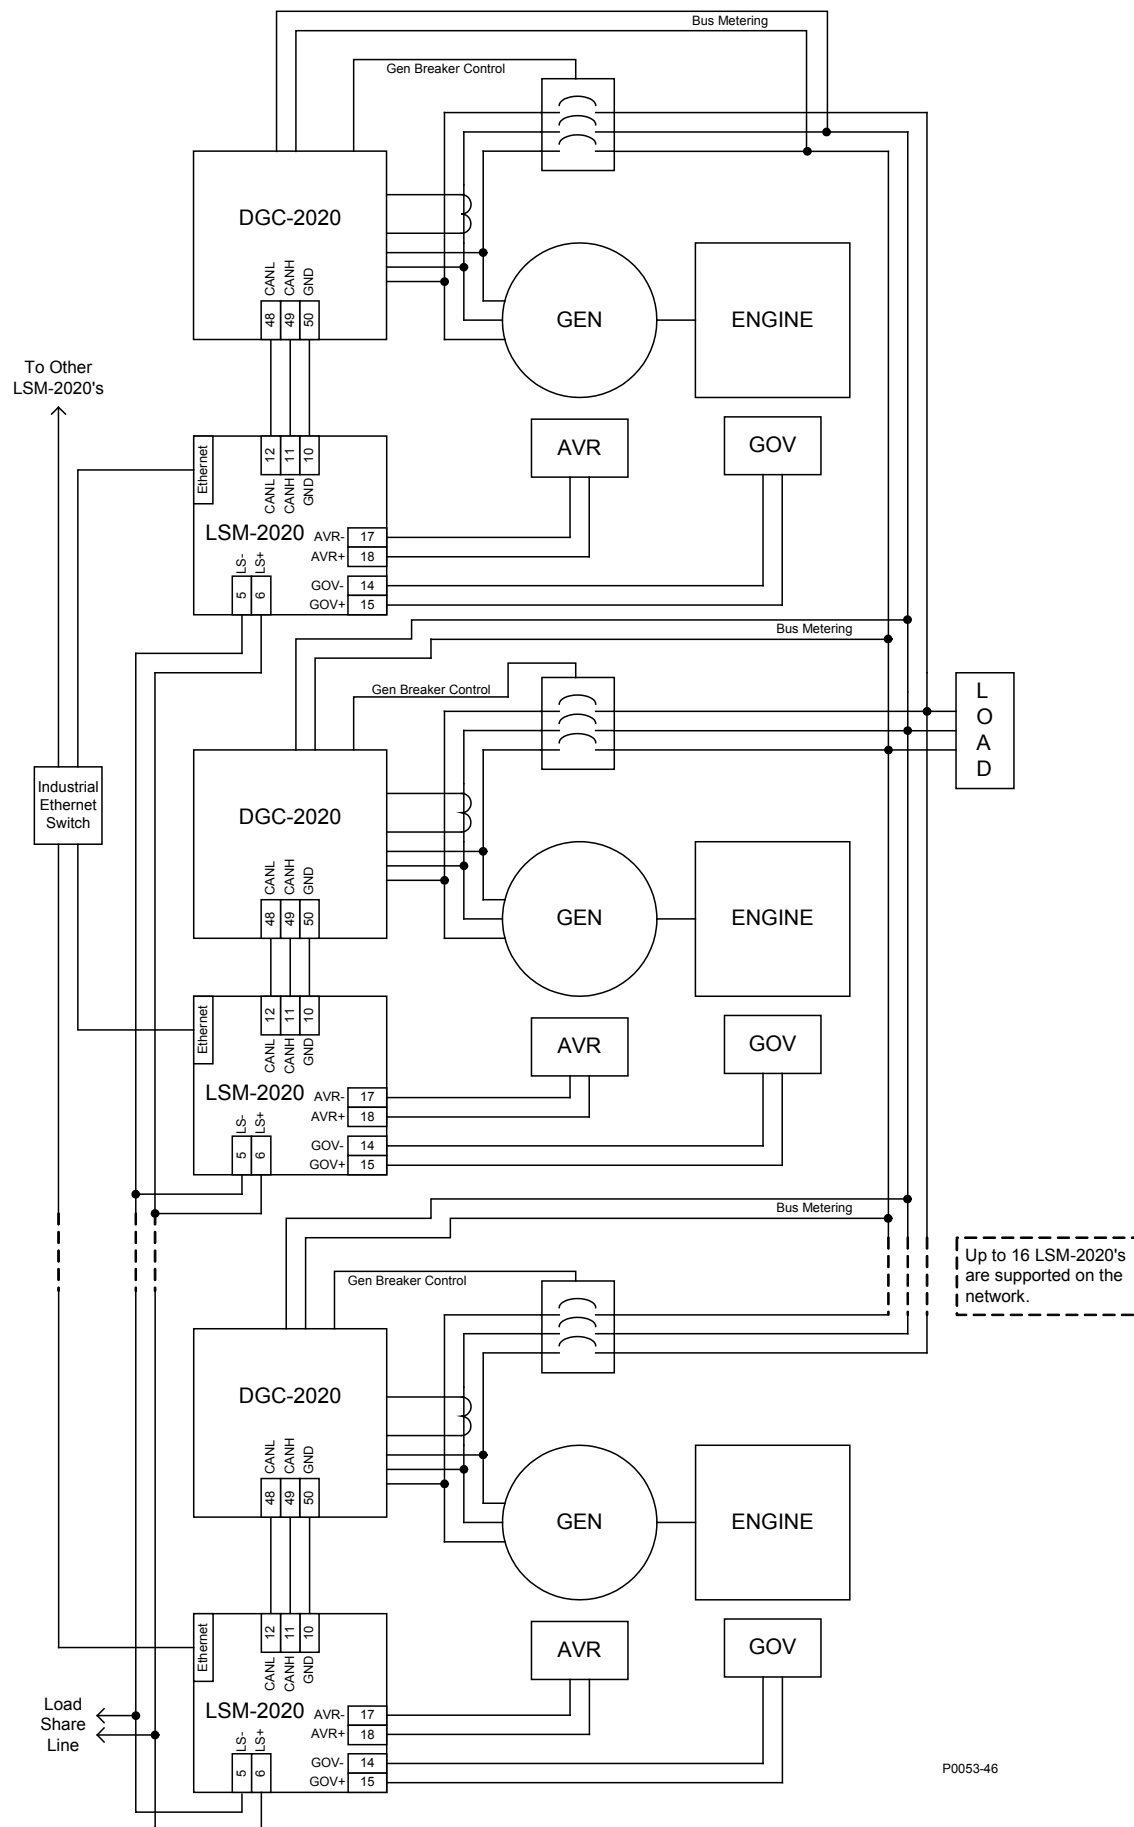 Bus Metering
Gen Breaker Control
DGC-2020
CANL
CANH
GND
48
49
50
GEN
ENGINE
To Other
LSM-2020's
Ethernet
12
11
10
CANL
CANH
GND
AVR
GOV
LSM-2020
AVR- 17
AVR+ 18
LS-
LS+
5
6
GOV- 14
GOV+ 15
Bus Metering
Gen Breaker Control
L
O
A
D
Industrial
Ethernet
Switch
DGC-2020
CANL
CANH
GND
48
49
50
GEN
ENGINE
Ethernet
12
11
10
CANL
CANH
GND
AVR
GOV
LSM-2020
AVR- 17
AVR+ 18
LS-
LS+
5
6
GOV- 14
GOV+ 15
Bus Metering
Up to 16 LSM-2020's
are supported on the
network.
Gen Breaker Control
DGC-2020
CANL
CANH
GND
48
49
50
GEN
ENGINE
Ethernet
12
11
10
CANL
CANH
GND
AVR
GOV
Load
Share
Line
LSM-2020
AVR- 17
AVR+ 18
LS-
LS+
5
6
GOV- 14
GOV+ 15
P0053-46